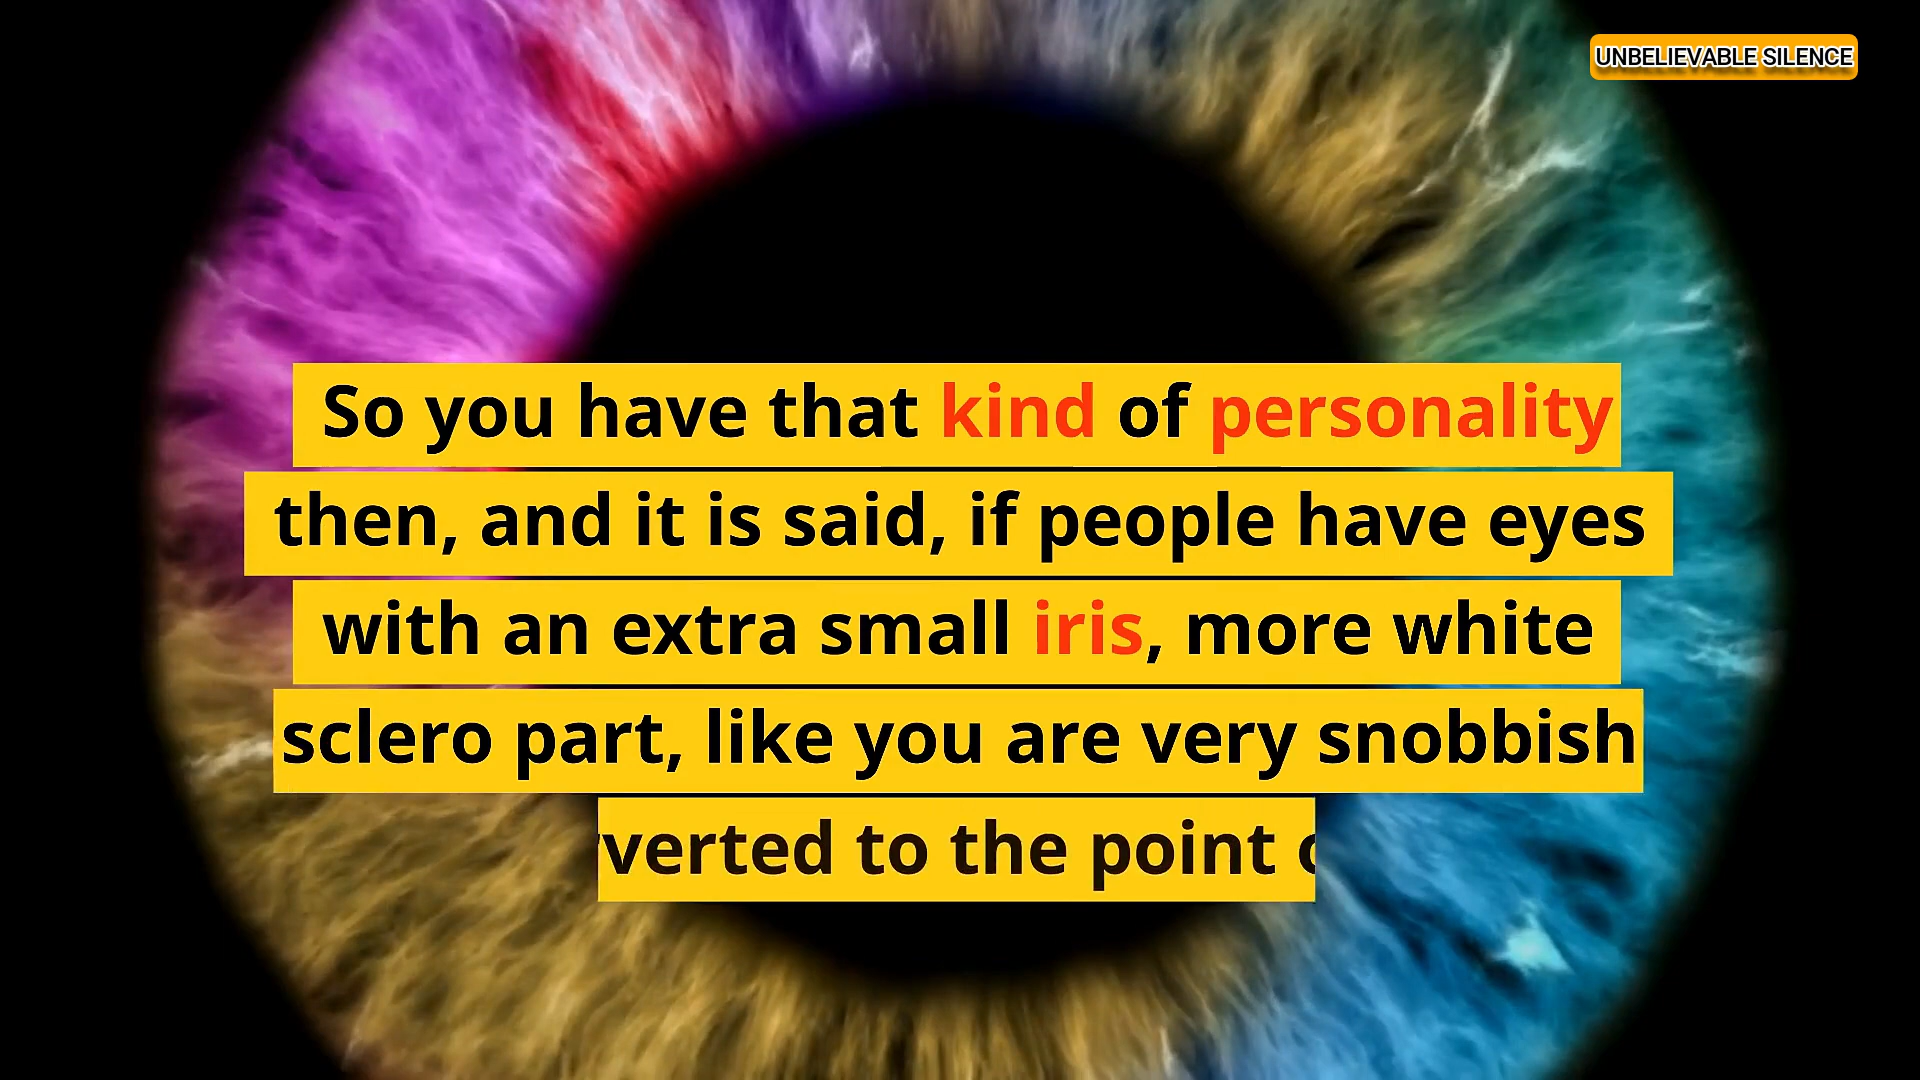 UNBELIEVABLE SILENCE
So you have that kind of personality
then, and it is said, if people have eyes
with an extra small iris, more white
sclero part, like you are very snobbish
to the point